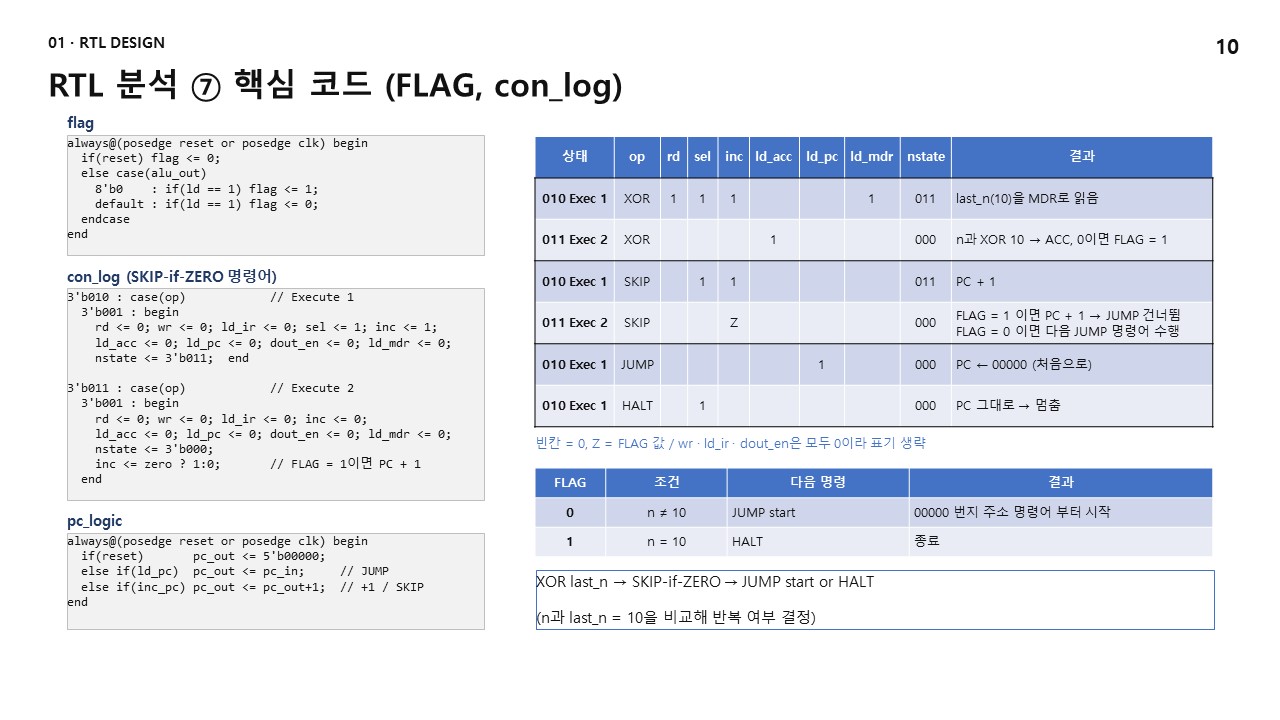 01 · RTL DESIGN
10
RTL 분석 ⑦ 핵심 코드 (FLAG, con_log)
flag
always@(posedge reset or posedge clk) begin
  if(reset) flag <= 0;
  else case(alu_out)
    8'b0    : if(ld == 1) flag <= 1;
    default : if(ld == 1) flag <= 0;
  endcase
end
con_log (SKIP-if-ZERO 명령어)
3'b010 : case(op)            // Execute 1
  3'b001 : begin
    rd <= 0; wr <= 0; ld_ir <= 0; sel <= 1; inc <= 1;
    ld_acc <= 0; ld_pc <= 0; dout_en <= 0; ld_mdr <= 0;
    nstate <= 3'b011;  end
3'b011 : case(op)            // Execute 2
  3'b001 : begin
    rd <= 0; wr <= 0; ld_ir <= 0; inc <= 0;
    ld_acc <= 0; ld_pc <= 0; dout_en <= 0; ld_mdr <= 0;
    nstate <= 3'b000;
    inc <= zero ? 1:0;       // FLAG = 1이면 PC + 1
  end
pc_logic
always@(posedge reset or posedge clk) begin
  if(reset)       pc_out <= 5'b00000;
  else if(ld_pc)  pc_out <= pc_in;     // JUMP
  else if(inc_pc) pc_out <= pc_out+1;  // +1 / SKIP
end
상태 op rd sel inc ld_acc ld_pc ld_mdr nstate 결과
010 Exec 1 XOR 1 1 1 1 011 last_n(10)을 MDR로 읽음
011 Exec 2 XOR 1 000 n과 XOR 10 → ACC, 0이면 FLAG = 1
010 Exec 1 SKIP 1 1 011 PC + 1
011 Exec 2 SKIP Z 000 FLAG = 1 이면 PC + 1 → JUMP 건너뜀
FLAG = 0 이면 다음 JUMP 명령어 수행
010 Exec 1 JUMP 1 000 PC ← 00000 (처음으로)
010 Exec 1 HALT 1 000 PC 그대로 → 멈춤
빈칸 = 0, Z = FLAG 값 / wr · ld_ir · dout_en은 모두 0이라 표기 생략
FLAG 조건 다음 명령 결과
0 n ≠ 10 JUMP start 00000 번지 주소 명령어 부터 시작
1 n = 10 HALT 종료
XOR last_n → SKIP-if-ZERO → JUMP start or HALT
(n과 last_n = 10을 비교해 반복 여부 결정)